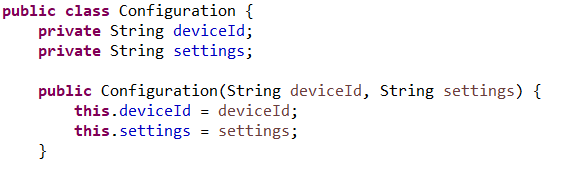 public class Configuration {
    private String deviceId;
    private String settings;

    public Configuration(String deviceId, String settings) {
        this.deviceId = deviceId;
        this.settings = settings;
    }